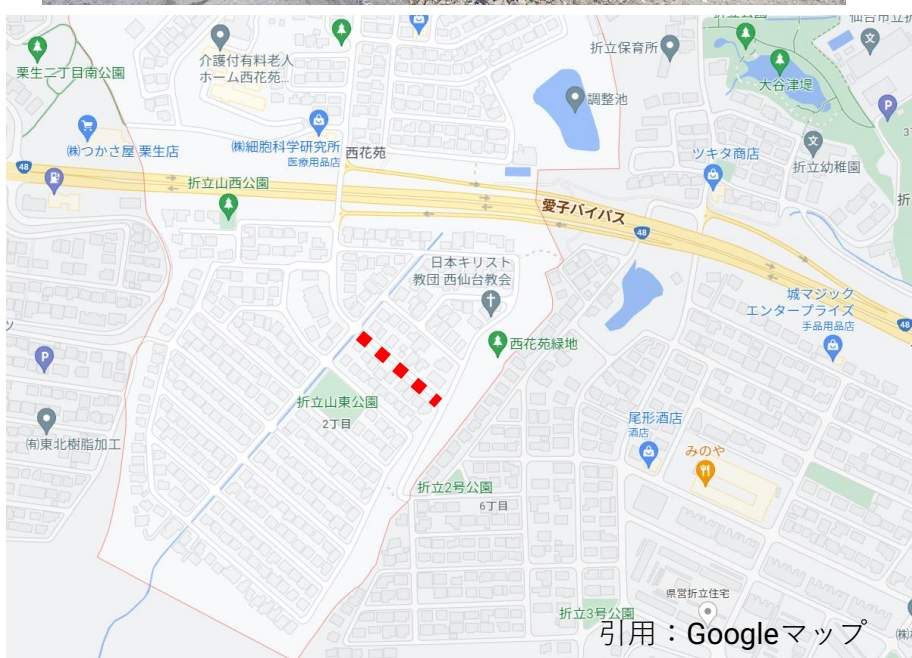 折立公園
仙台市立折
介護付有料老人
ホーム西花苑...
折立保育所
栗生二丁目南公園
大谷津堤
調整池
P
㈱つかさ屋 栗生店
㈱細胞科学研究所
医療用品店
西花苑
ツキタ商店
折立幼稚園
48
折立山西公園
折
愛子バイパス
48
日本キリスト
教団 西仙台教会
城マジック
エンタープライズ
手品用品店
48
西花苑緑地
P
折立山東公園
2丁目
尾形酒店
酒店
㈲東北樹脂加工
みのや
折立2号公園
6丁目
県営折立住宅
折立3号公園
引用：Googleマップ